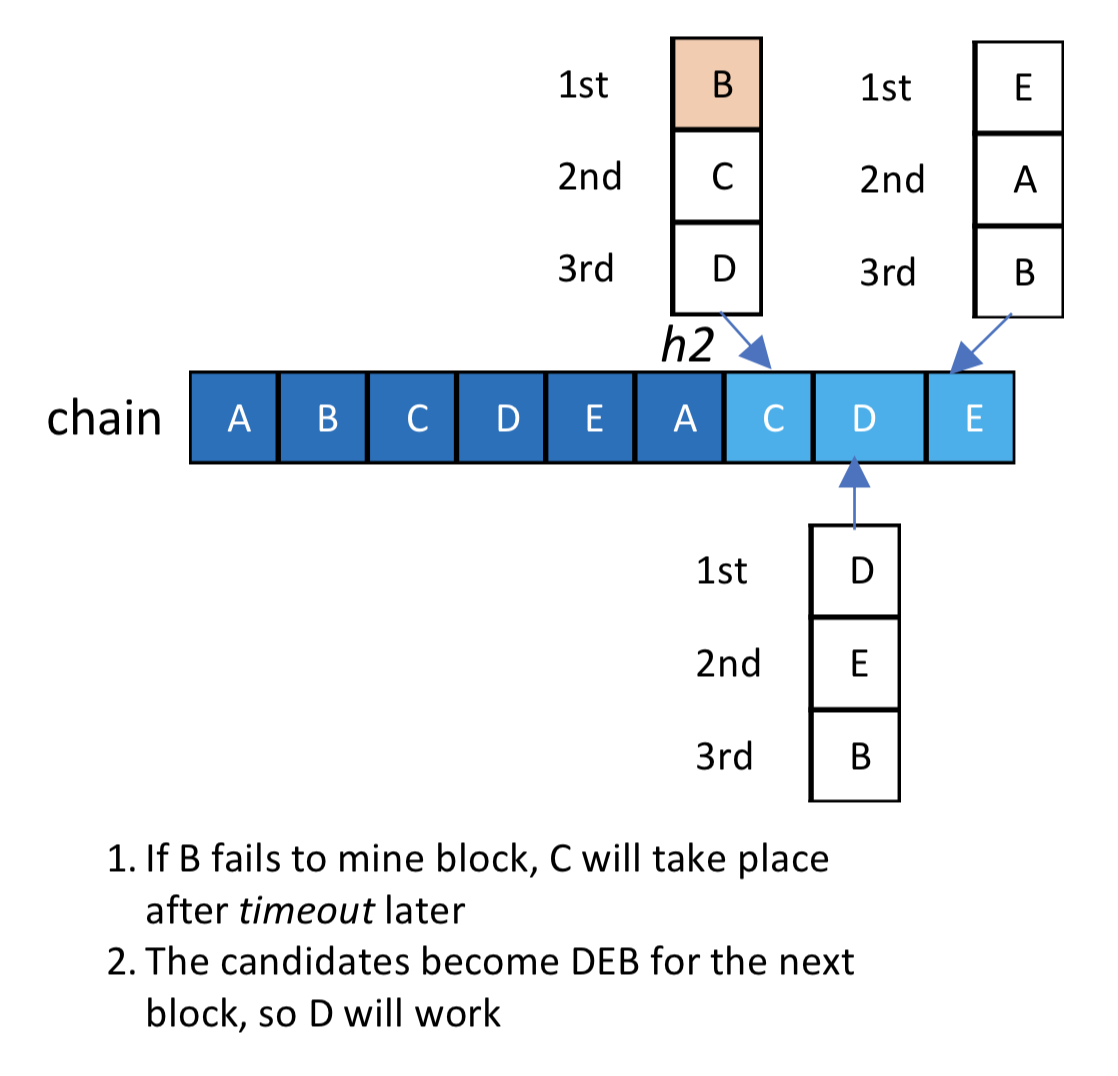 1st B
2nd C
3rd D
1st E
2nd A
3rd B
h2
chain A B C D E A C D E
1st D
2nd E
3rd B
1. If B fails to mine block, C will take place
after timeout later
2. The candidates become DEB for the next
block, so D will work